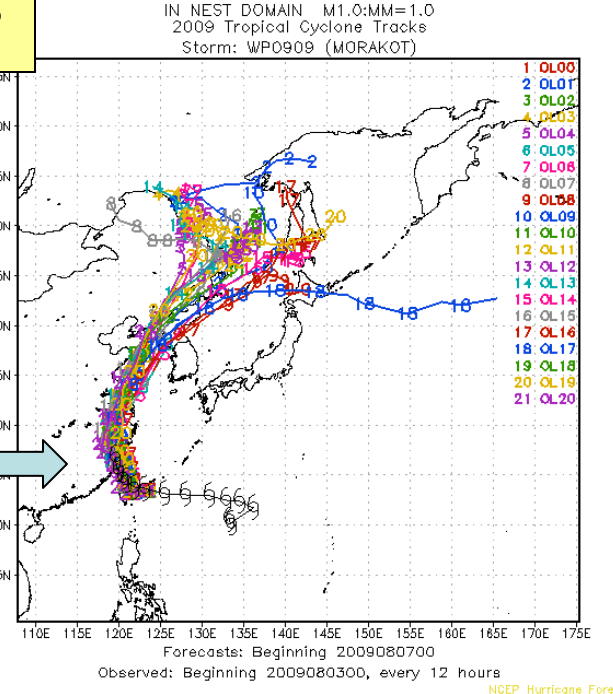 IN NEST DOMAIN M1.0:MM=1.0
2009 Tropical Cyclone Tracks
Storm: WP0909 (MORAKOT)
1 OL00
2 OL01
3 OL02
4 OL03
5 OL04
6 OL05
7 OL06
8 OL07
9 OL08
10 OL09
11 OL10
12 OL11
13 OL12
14 OL13
15 OL14
16 OL15
17 OL16
18 OL17
19 OL18
20 OL19
21 OL20
110E 115E 120E 125E 130E 135E 140E 145E 150E 155E 160E 165E 170E 175E
Forecasts: Beginning 2009080700
Observed: Beginning 2009080300, every 12 hours
NCEP Hurricane Fore